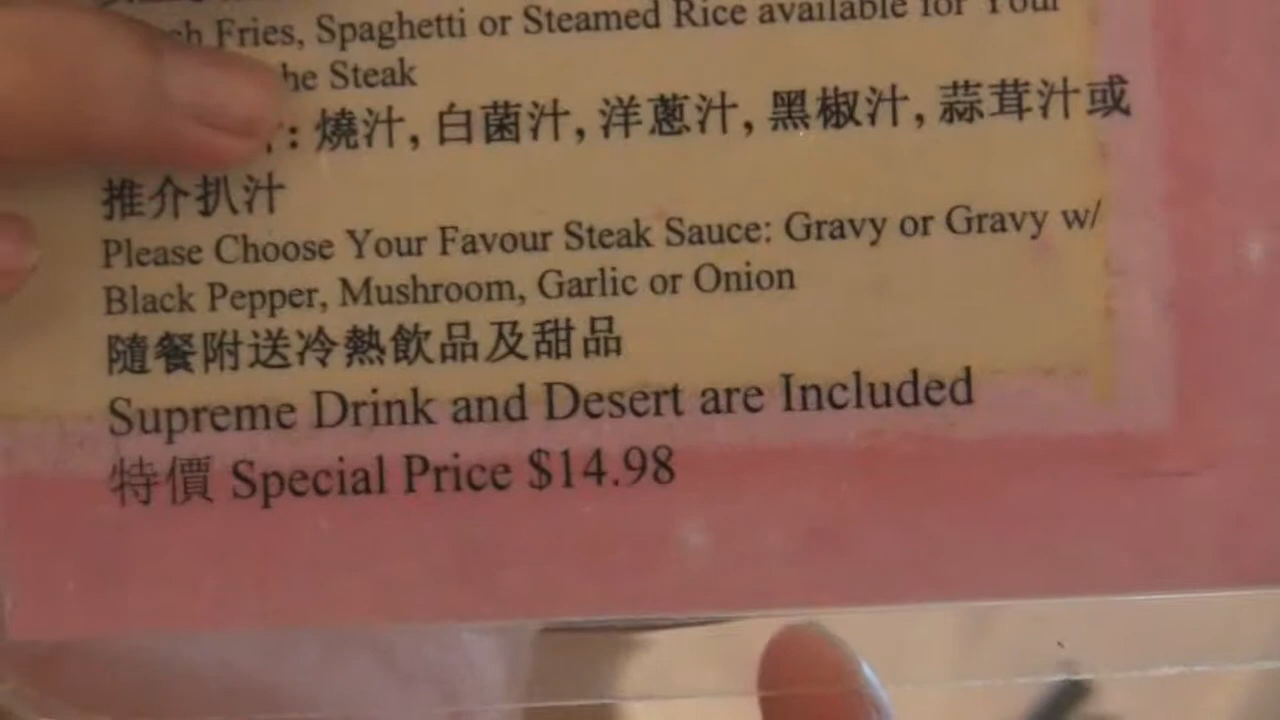 Fries, Spaghetti or Steamed Rice available for Your
the Steak
: 燒汁, 白菌汁, 洋蔥汁, 黑椒汁, 蒜茸汁或
推介扒汁
Please Choose Your Favour Steak Sauce: Gravy or Gravy w/
Black Pepper, Mushroom, Garlic or Onion
隨餐附送冷熱飲品及甜品
Supreme Drink and Desert are Included
特價 Special Price $14.98